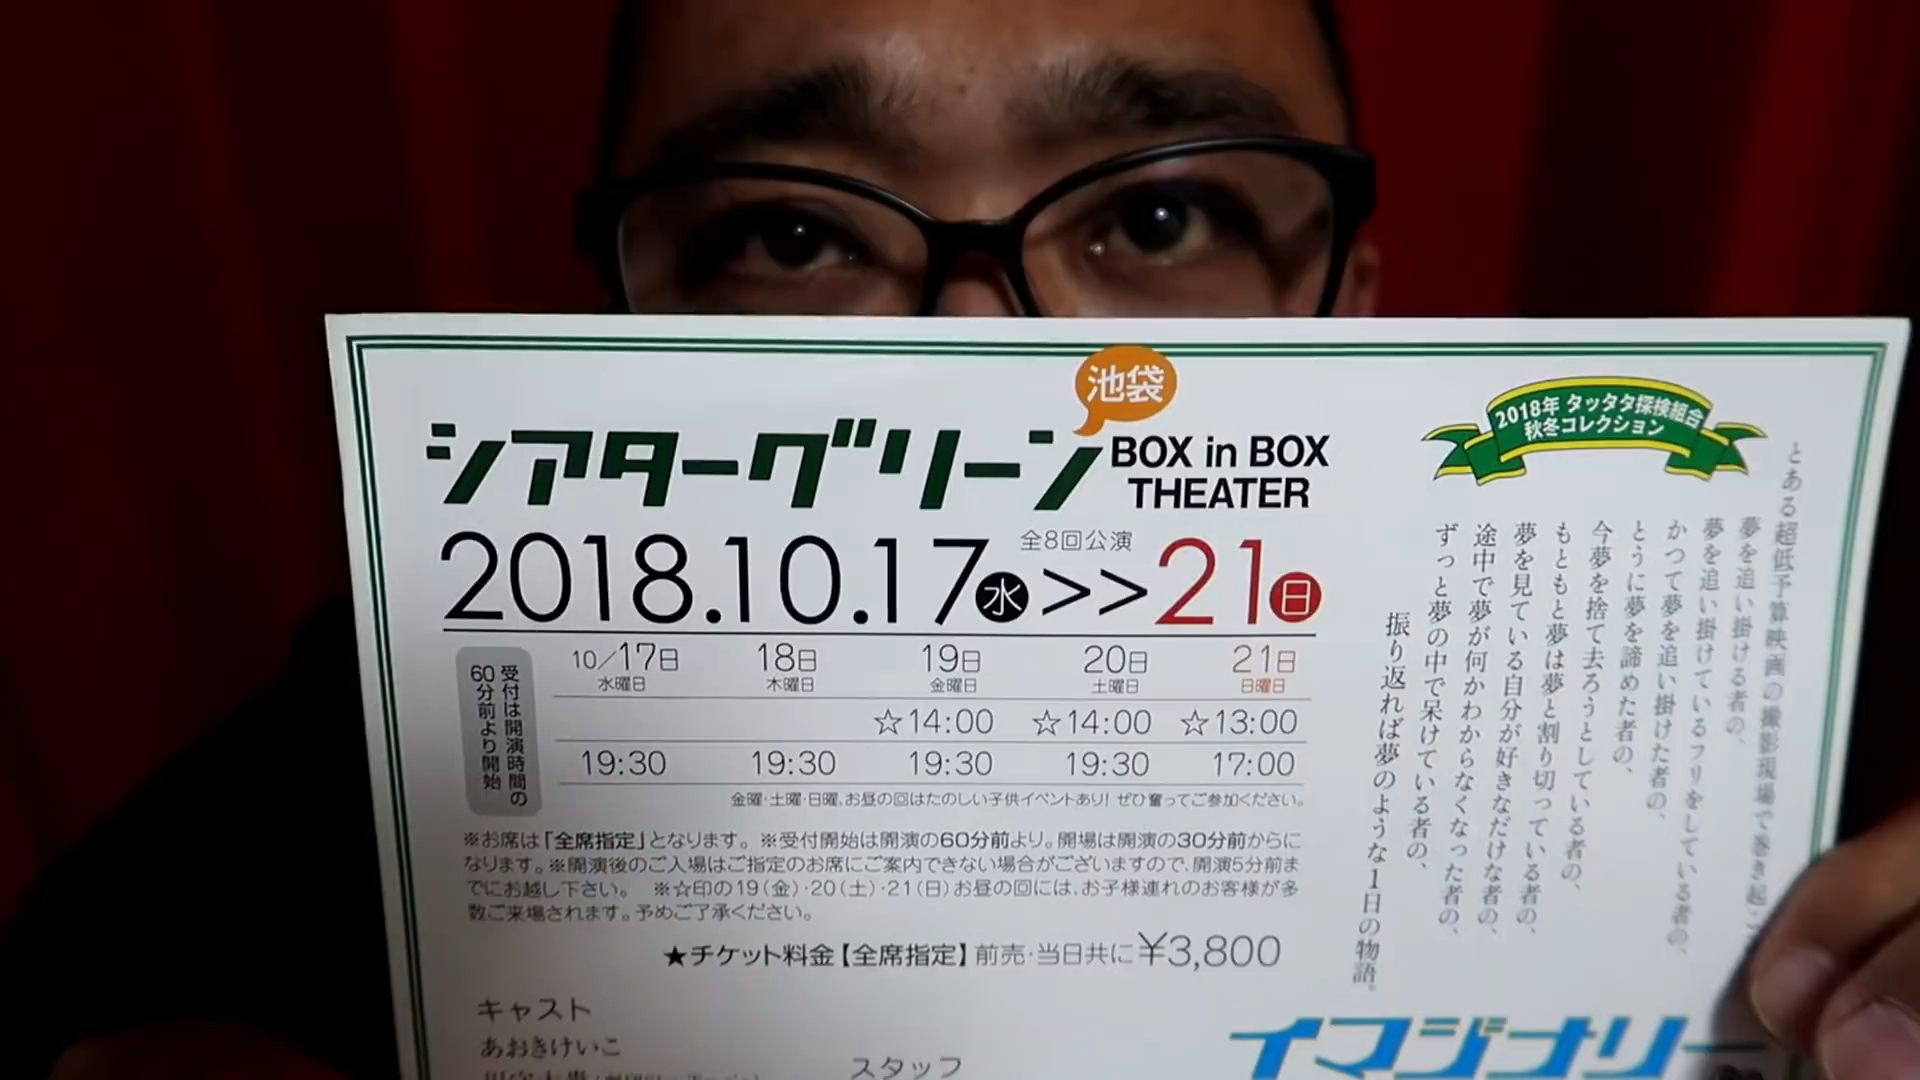 池袋
シアターグリーン BOX in BOX THEATER
2018年 タッタタ探検組合
秋冬コレクション
全8回公演
2018.10.17水>>21日
受付は開演時間の
60分前より開始
10/17日 18日 19日 20日 21日
水曜日 木曜日 金曜日 土曜日 日曜日
☆14:00 ☆14:00 ☆13:00
19:30 19:30 19:30 19:30 17:00
金曜・土曜・日曜、お昼の回はたのしい子供イベントあり! ぜひ奮ってご参加ください。
※お席は「全席指定」となります。 ※受付開始は開演の60分前より。開場は開演の30分前からに
なります。※開演後のご入場はご指定のお席にご案内できない場合がございますので、開演5分前ま
でにお越し下さい。 ※☆印の19(金)・20(土)・21(日)お昼の回には、お子様連れのお客様が多
数ご来場されます。予めご了承ください。
★チケット料金【全席指定】前売・当日共に¥3,800
とある超低予算映画の撮影現場で巻き起こ
夢を追い掛ける者の、
夢を追い掛けているフリをしている者の、
かつて夢を追い掛けた者の、
とうに夢を諦めた者の、
今夢を捨て去ろうとしている者の、
もともと夢は夢と割り切っている者の、
夢を見ている自分が好きなだけな者の、
途中で夢が何かわからなくなった者の、
ずっと夢の中で呆けている者の、
振り返れば夢のような1日の物語。
キャスト
あおきけいこ
スタッフ
イマジナリー